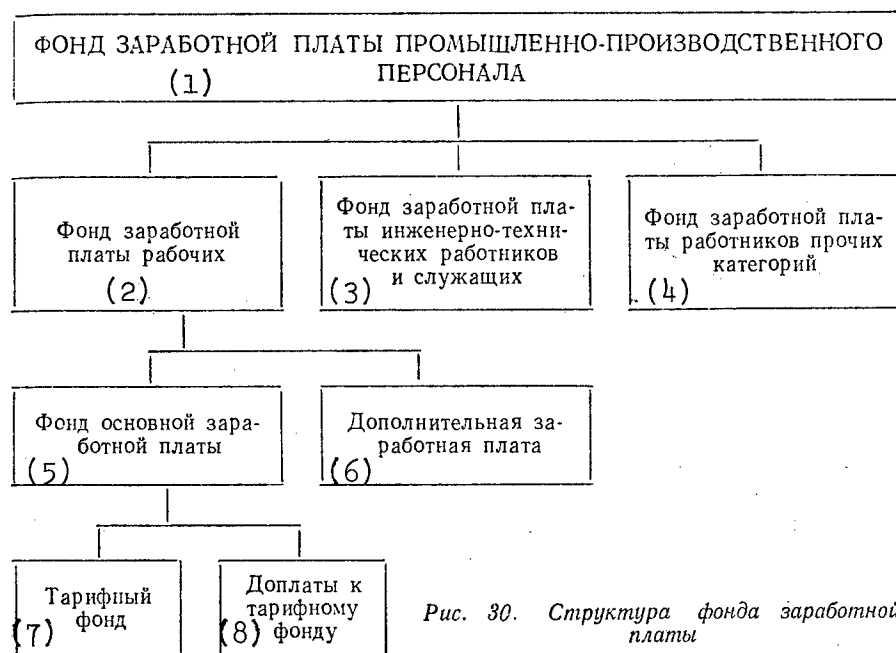 ФОНД ЗАРАБОТНОЙ ПЛАТЫ ПРОМЫШЛЕННО-ПРОИЗВОДСТВЕННОГО
ПЕРСОНАЛА
(1)
Фонд заработной
платы рабочих
(2)
Фонд заработной пла-
ты инженерно-техни-
ческих работников
и служащих
(3)
Фонд заработной пла-
ты работников прочих
категорий
(4)
Фонд основной зара-
ботной платы
(5)
Дополнительная за-
работная плата
(6)
Тарифный
фонд
(7)
Доплаты к
тарифному
фонду
(8)
Рис. 30. Структура фонда заработной
платы